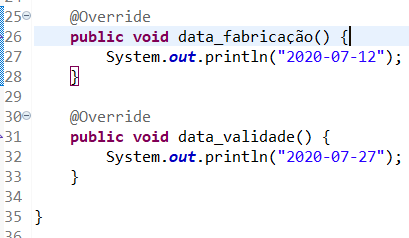 25 @Override
26 public void data_fabricação() {
27 System.out.println("2020-07-12");
28 }
29
30 @Override
31 public void data_validade() {
32 System.out.println("2020-07-27");
33 }
34
35 }
36